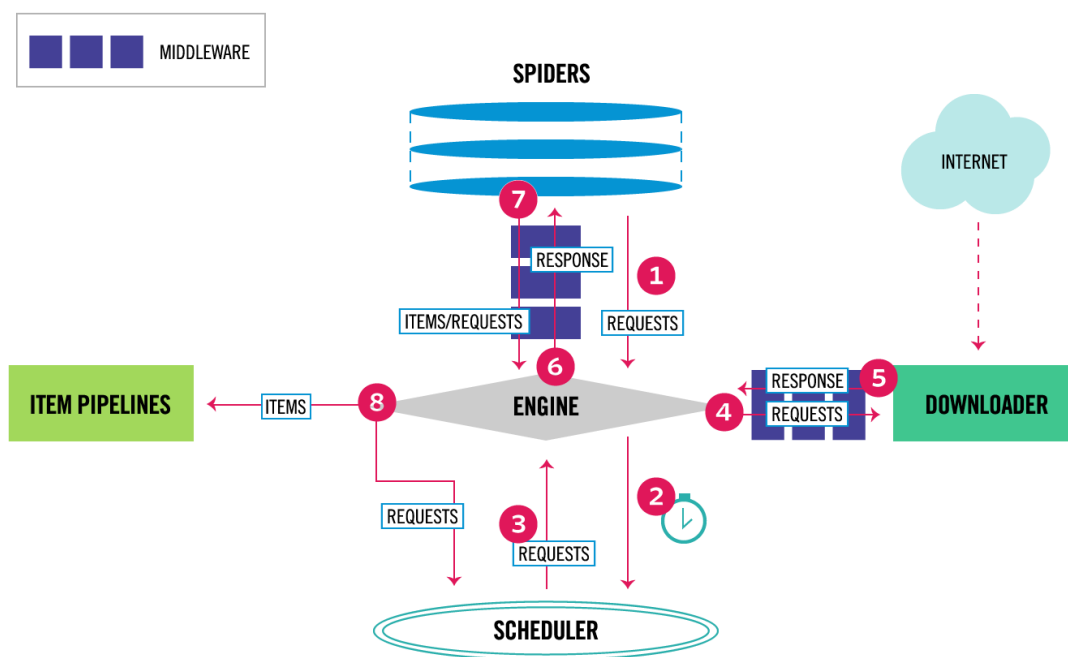 MIDDLEWARE
SPIDERS
INTERNET
7
RESPONSE
1
ITEMS/REQUESTS
REQUESTS
6
5
RESPONSE
ITEM PIPELINES
ITEMS
8
ENGINE
4
REQUESTS
DOWNLOADER
2
REQUESTS
3
REQUESTS
SCHEDULER